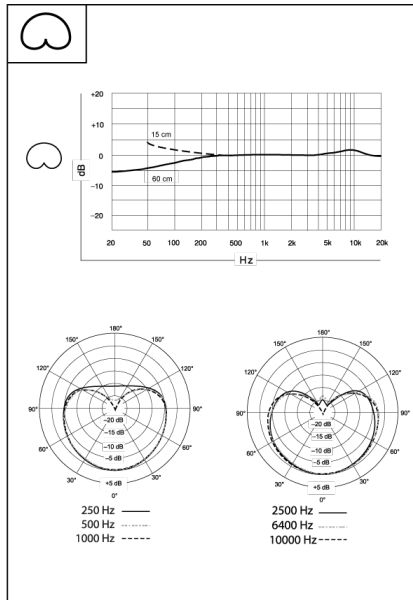 +20
+10
15 cm
0
60 cm
dB
-10
-20
20 50 100 200 500 1k 2k 5k 10k 20k
Hz
180° 180°
150° 150° 150° 150°
120° 120° 120° 120°
90° 90° 90° 90°
–20 dB –20 dB
–15 dB –15 dB
–10 dB –10 dB
–5 dB –5 dB
60° 60° 60° 60°
+5 dB +5 dB
30° 30° 30° 30°
0° 0°
250 Hz 2500 Hz
500 Hz 6400 Hz
1000 Hz 10000 Hz